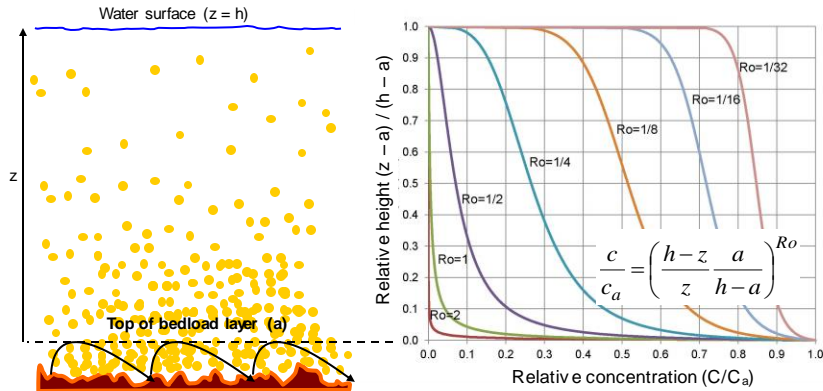 Water surface (z = h)
z
Top of bedload layer (a)
Relative height (z – a) / (h – a)
1.0
0.9
0.8
0.7
0.6
0.5
0.4
0.3
0.2
0.1
0.0
Ro=1/32
Ro=1/16
Ro=1/8
Ro=1/4
Ro=1/2
Ro=1
Ro=2
c/c_a = ((h – z)/z a/(h – a))^Ro
0.0 0.1 0.2 0.3 0.4 0.5 0.6 0.7 0.8 0.9 1.0
Relative concentration (C/Ca)